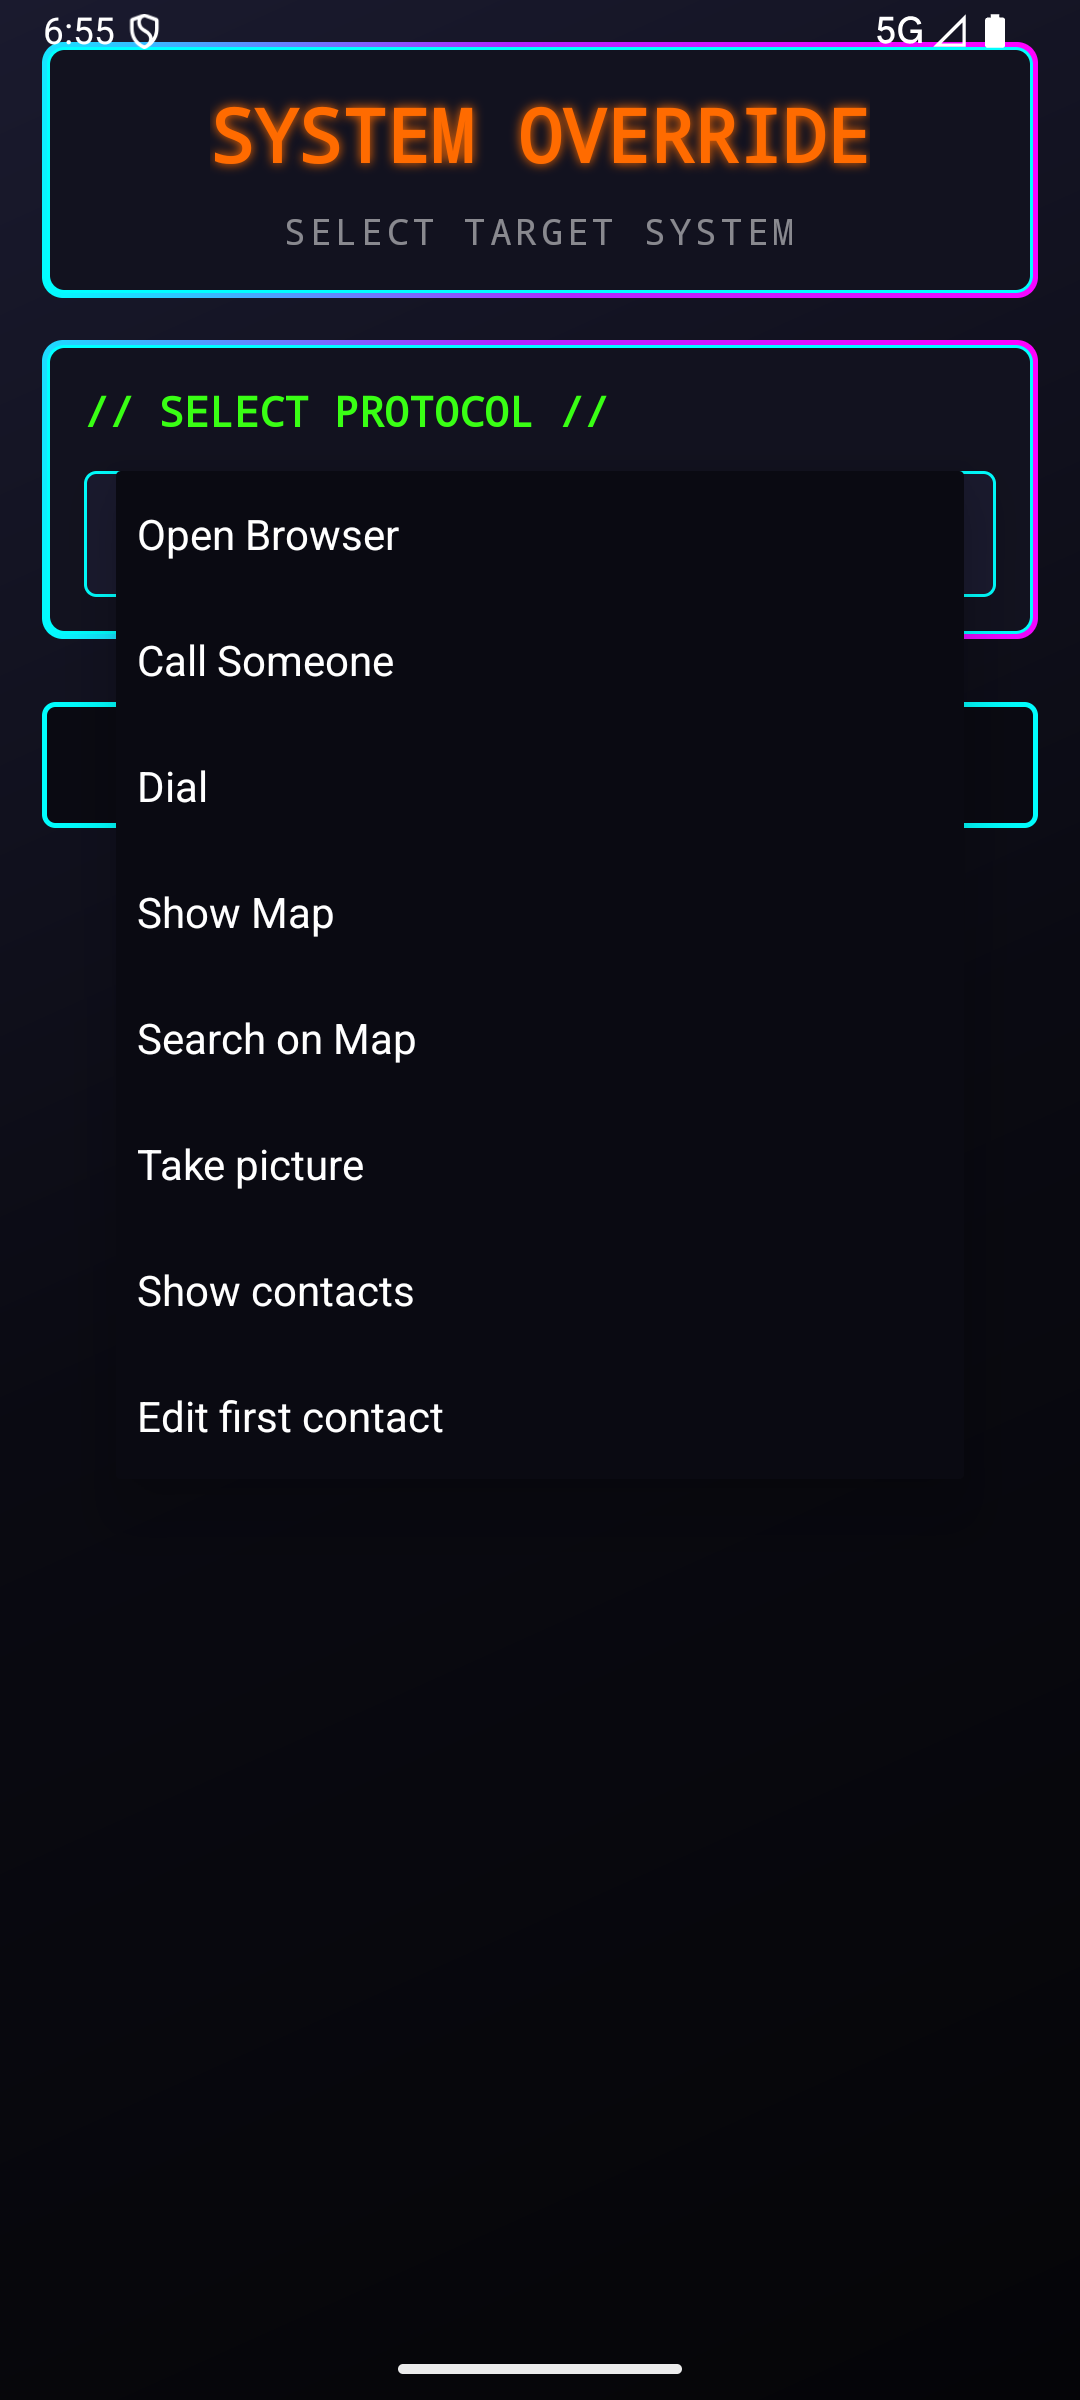 6:55
5G
SYSTEM OVERRIDE
SELECT TARGET SYSTEM
// SELECT PROTOCOL //
Open Browser
Call Someone
Dial
Show Map
Search on Map
Take picture
Show contacts
Edit first contact